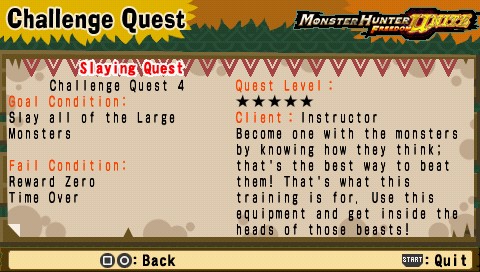 Challenge Quest
MONSTER HUNTER
FREEDOM UNITE
Slaying Quest
Challenge Quest 4
Goal Condition:
Slay all of the Large
Monsters
Fail Condition:
Reward Zero
Time Over
Quest Level:
★★★★★
Client: Instructor
Become one with the monsters
by knowing how they think;
that's the best way to beat
them! That's what this
training is for. Use this
equipment and get inside the
heads of those beasts!
: Back
START: Quit